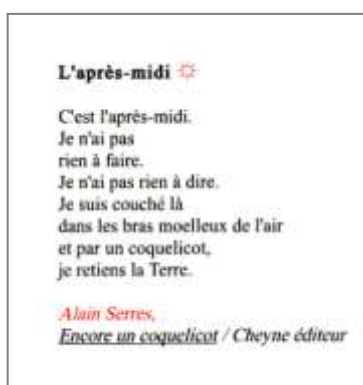 L'après-midi
C'est l'après-midi.
Je n'ai pas
rien à faire.
Je n'ai pas rien à dire.
Je suis couché là
dans les bras moelleux de l'air
et par un coquelicot,
je retiens la Terre.
Alain Serres,
Encore un coquelicot / Cheyne éditeur